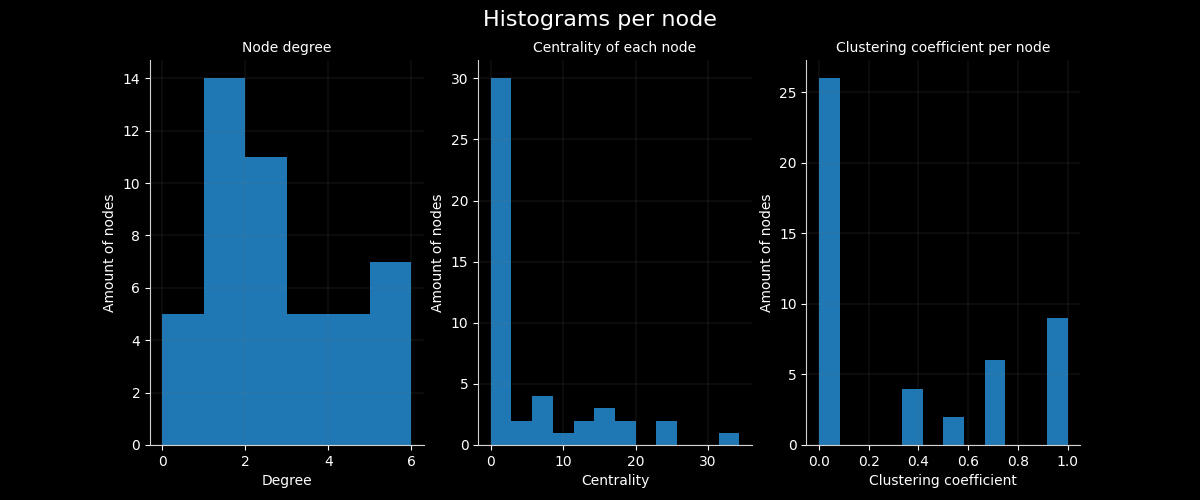 Histograms per node
Node degree
Centrality of each node
Clustering coefficient per node
14
12
10
8
6
4
2
0
Amount of nodes
0 2 4 6
Degree
30
25
20
15
10
5
0
Amount of nodes
0 10 20 30
Centrality
25
20
15
10
5
0
Amount of nodes
0.0 0.2 0.4 0.6 0.8 1.0
Clustering coefficient